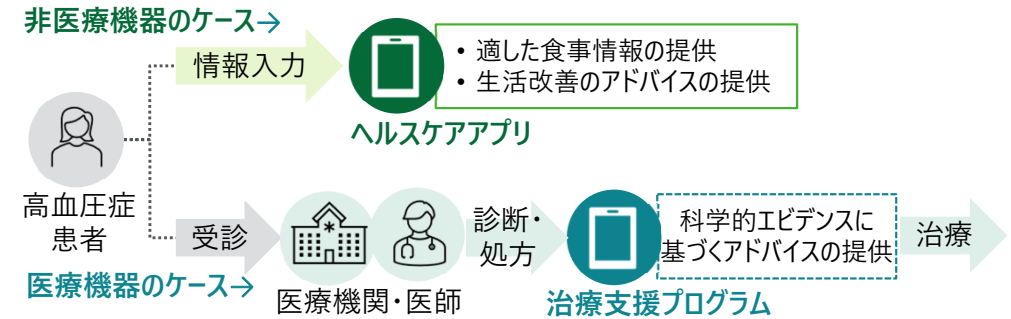 非医療機器のケース→
情報入力
• 適した食事情報の提供
• 生活改善のアドバイスの提供
ヘルスケアアプリ
高血圧症
患者
受診
医療機関・医師
診断・
処方
科学的エビデンスに
基づくアドバイスの提供
治療
医療機器のケース→
治療支援プログラム